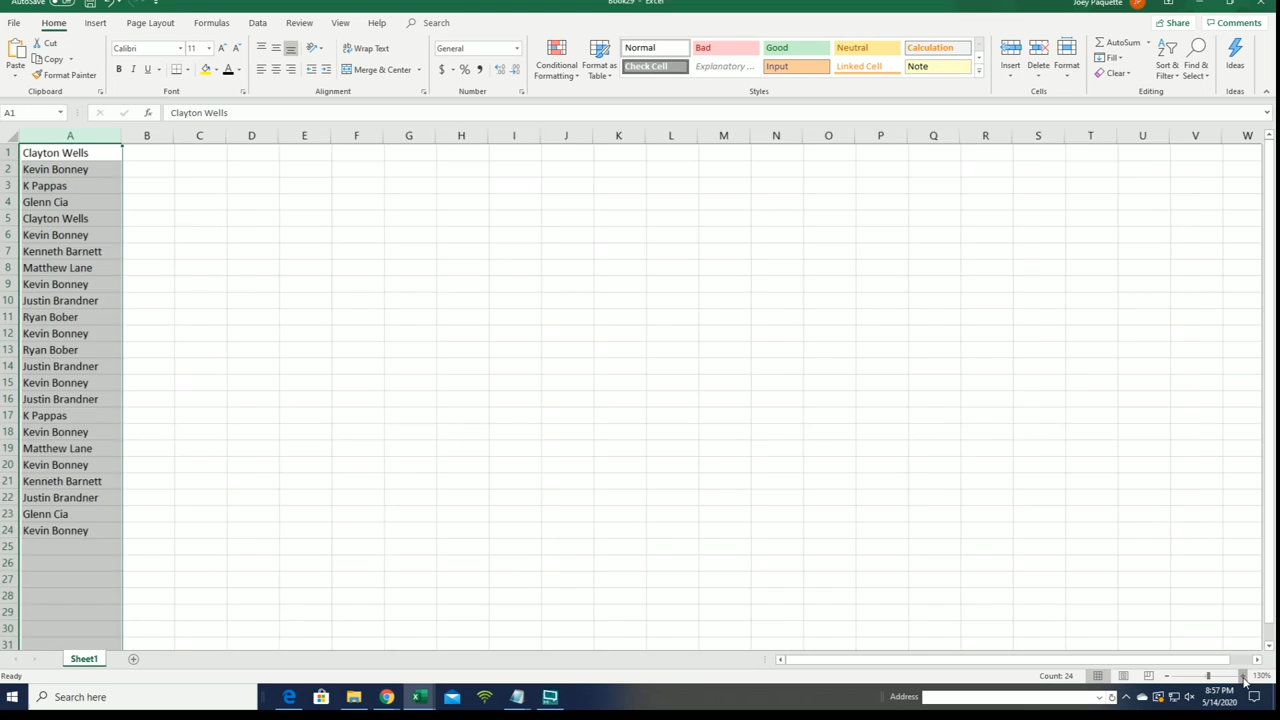 AutoSave Off Book29 - Excel Joey Paquette JP
File Home Insert Page Layout Formulas Data Review View Help Search Share Comments
Paste Cut Copy Format Painter Clipboard
Calibri 11 A A B I U A Font
ab Wrap Text Merge & Center Alignment
General $ % , Number
Conditional Formatting Format as Table
Normal Bad Good Neutral Calculation
Check Cell Explanatory ... Input Linked Cell Note
Styles
Insert Delete Format Cells
AutoSum Fill Clear Sort & Filter Find & Select Editing
Ideas Ideas
A1 fx Clayton Wells
A B C D E F G H I J K L M N O P Q R S T U V W
1 Clayton Wells
2 Kevin Bonney
3 K Pappas
4 Glenn Cia
5 Clayton Wells
6 Kevin Bonney
7 Kenneth Barnett
8 Matthew Lane
9 Kevin Bonney
10 Justin Brandner
11 Ryan Bober
12 Kevin Bonney
13 Ryan Bober
14 Justin Brandner
15 Kevin Bonney
16 Justin Brandner
17 K Pappas
18 Kevin Bonney
19 Matthew Lane
20 Kevin Bonney
21 Kenneth Barnett
22 Justin Brandner
23 Glenn Cia
24 Kevin Bonney
25
26
27
28
29
30
31
Sheet1
Ready Count: 24 130%
Search here Address 8:57 PM
5/14/2020